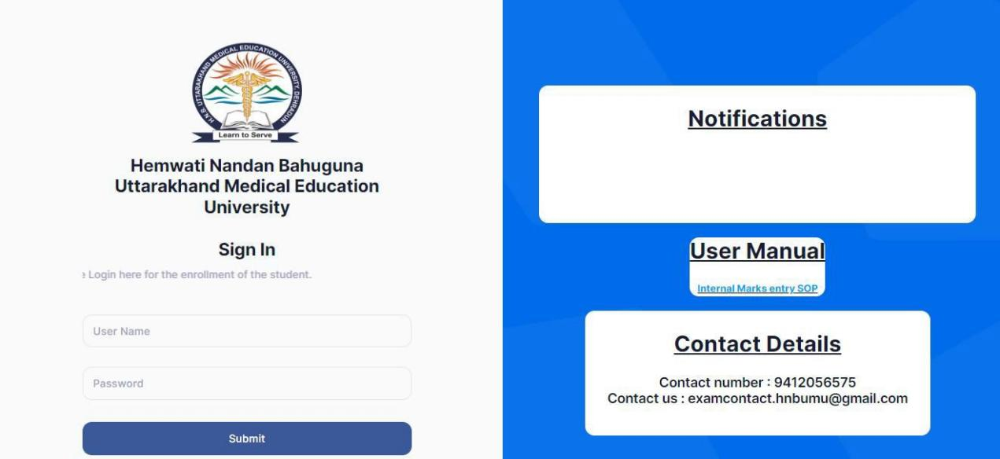 H.N.B. UTTARAKHAND MEDICAL EDUCATION UNIVERSITY, DEHRADUN
Learn to Serve
Hemwati Nandan Bahuguna
Uttarakhand Medical Education
University
Sign In
Login here for the enrollment of the student.
User Name
Password
Submit
Notifications
User Manual
Internal Marks entry SOP
Contact Details
Contact number : 9412056575
Contact us : examcontact.hnbumu@gmail.com